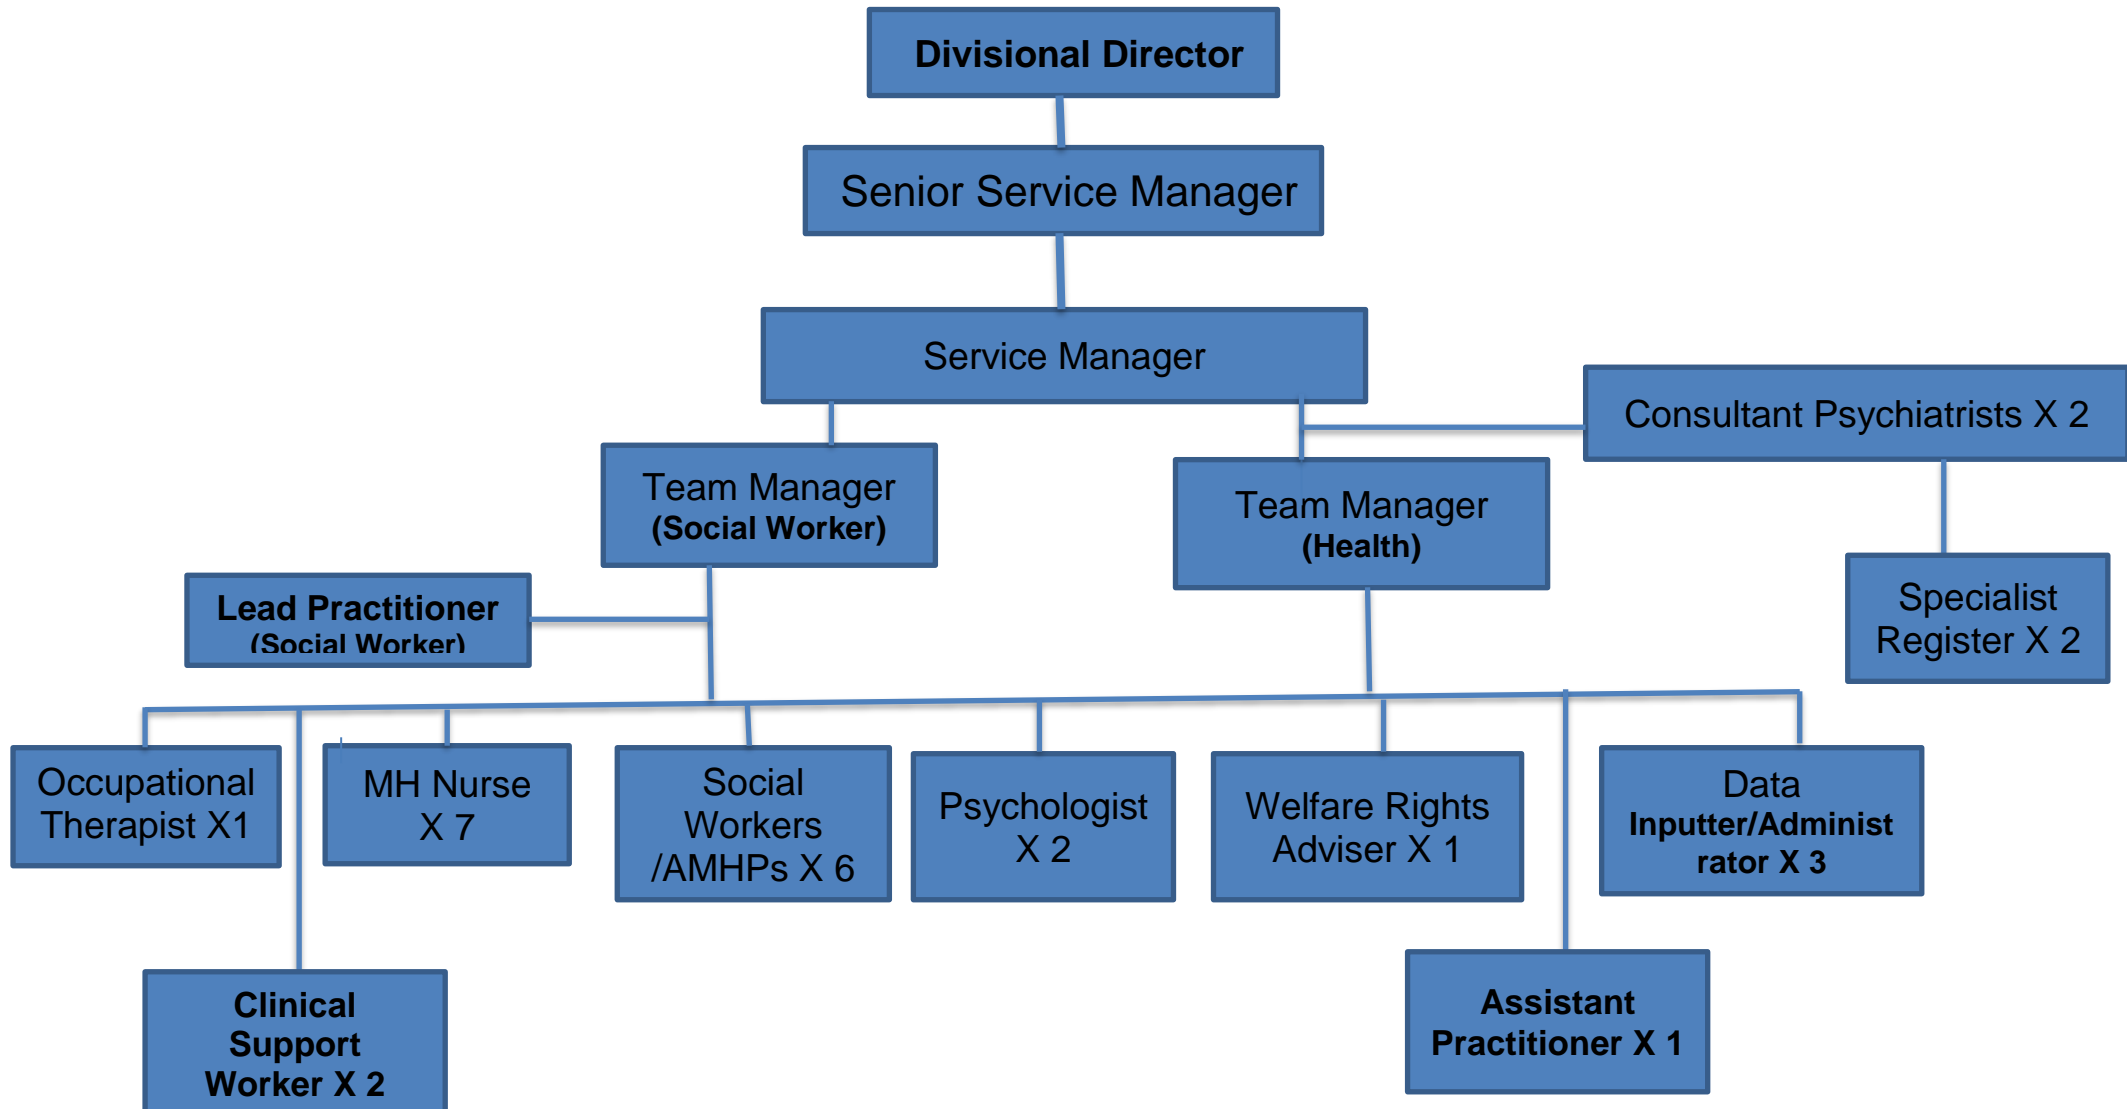 Divisional Director
Senior Service Manager
Service Manager
Consultant Psychiatrists X 2
Team Manager
(Social Worker)
Team Manager
(Health)
Specialist
Register X 2
Lead Practitioner
(Social Worker)
Occupational
Therapist X1
MH Nurse
X 7
Social
Workers
/AMHPs X 6
Psychologist
X 2
Welfare Rights
Adviser X 1
Data
Inputter/Administ
rator X 3
Clinical
Support
Worker X 2
Assistant
Practitioner X 1